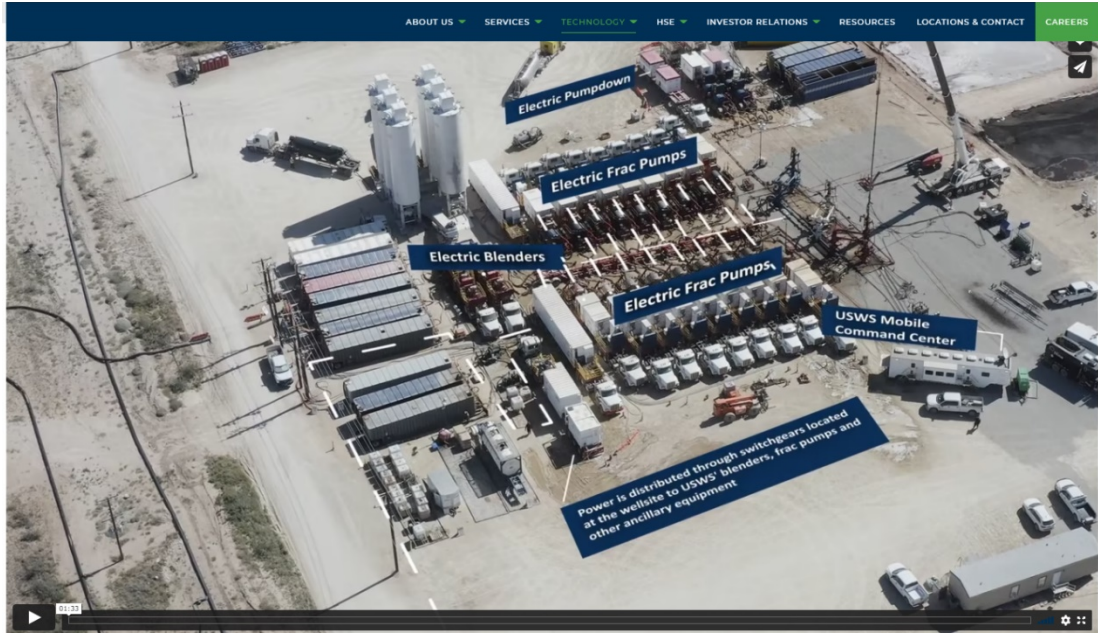 ABOUT US SERVICES TECHNOLOGY HSE INVESTOR RELATIONS RESOURCES LOCATIONS & CONTACT CAREERS
Electric Pumpdown
Electric Frac Pumps
Electric Blenders
Electric Frac Pumps
USWS Mobile
Command Center
Power is distributed through switchgears located
at the wellsite to USWS' blenders, frac pumps and
other ancillary equipment
01:33